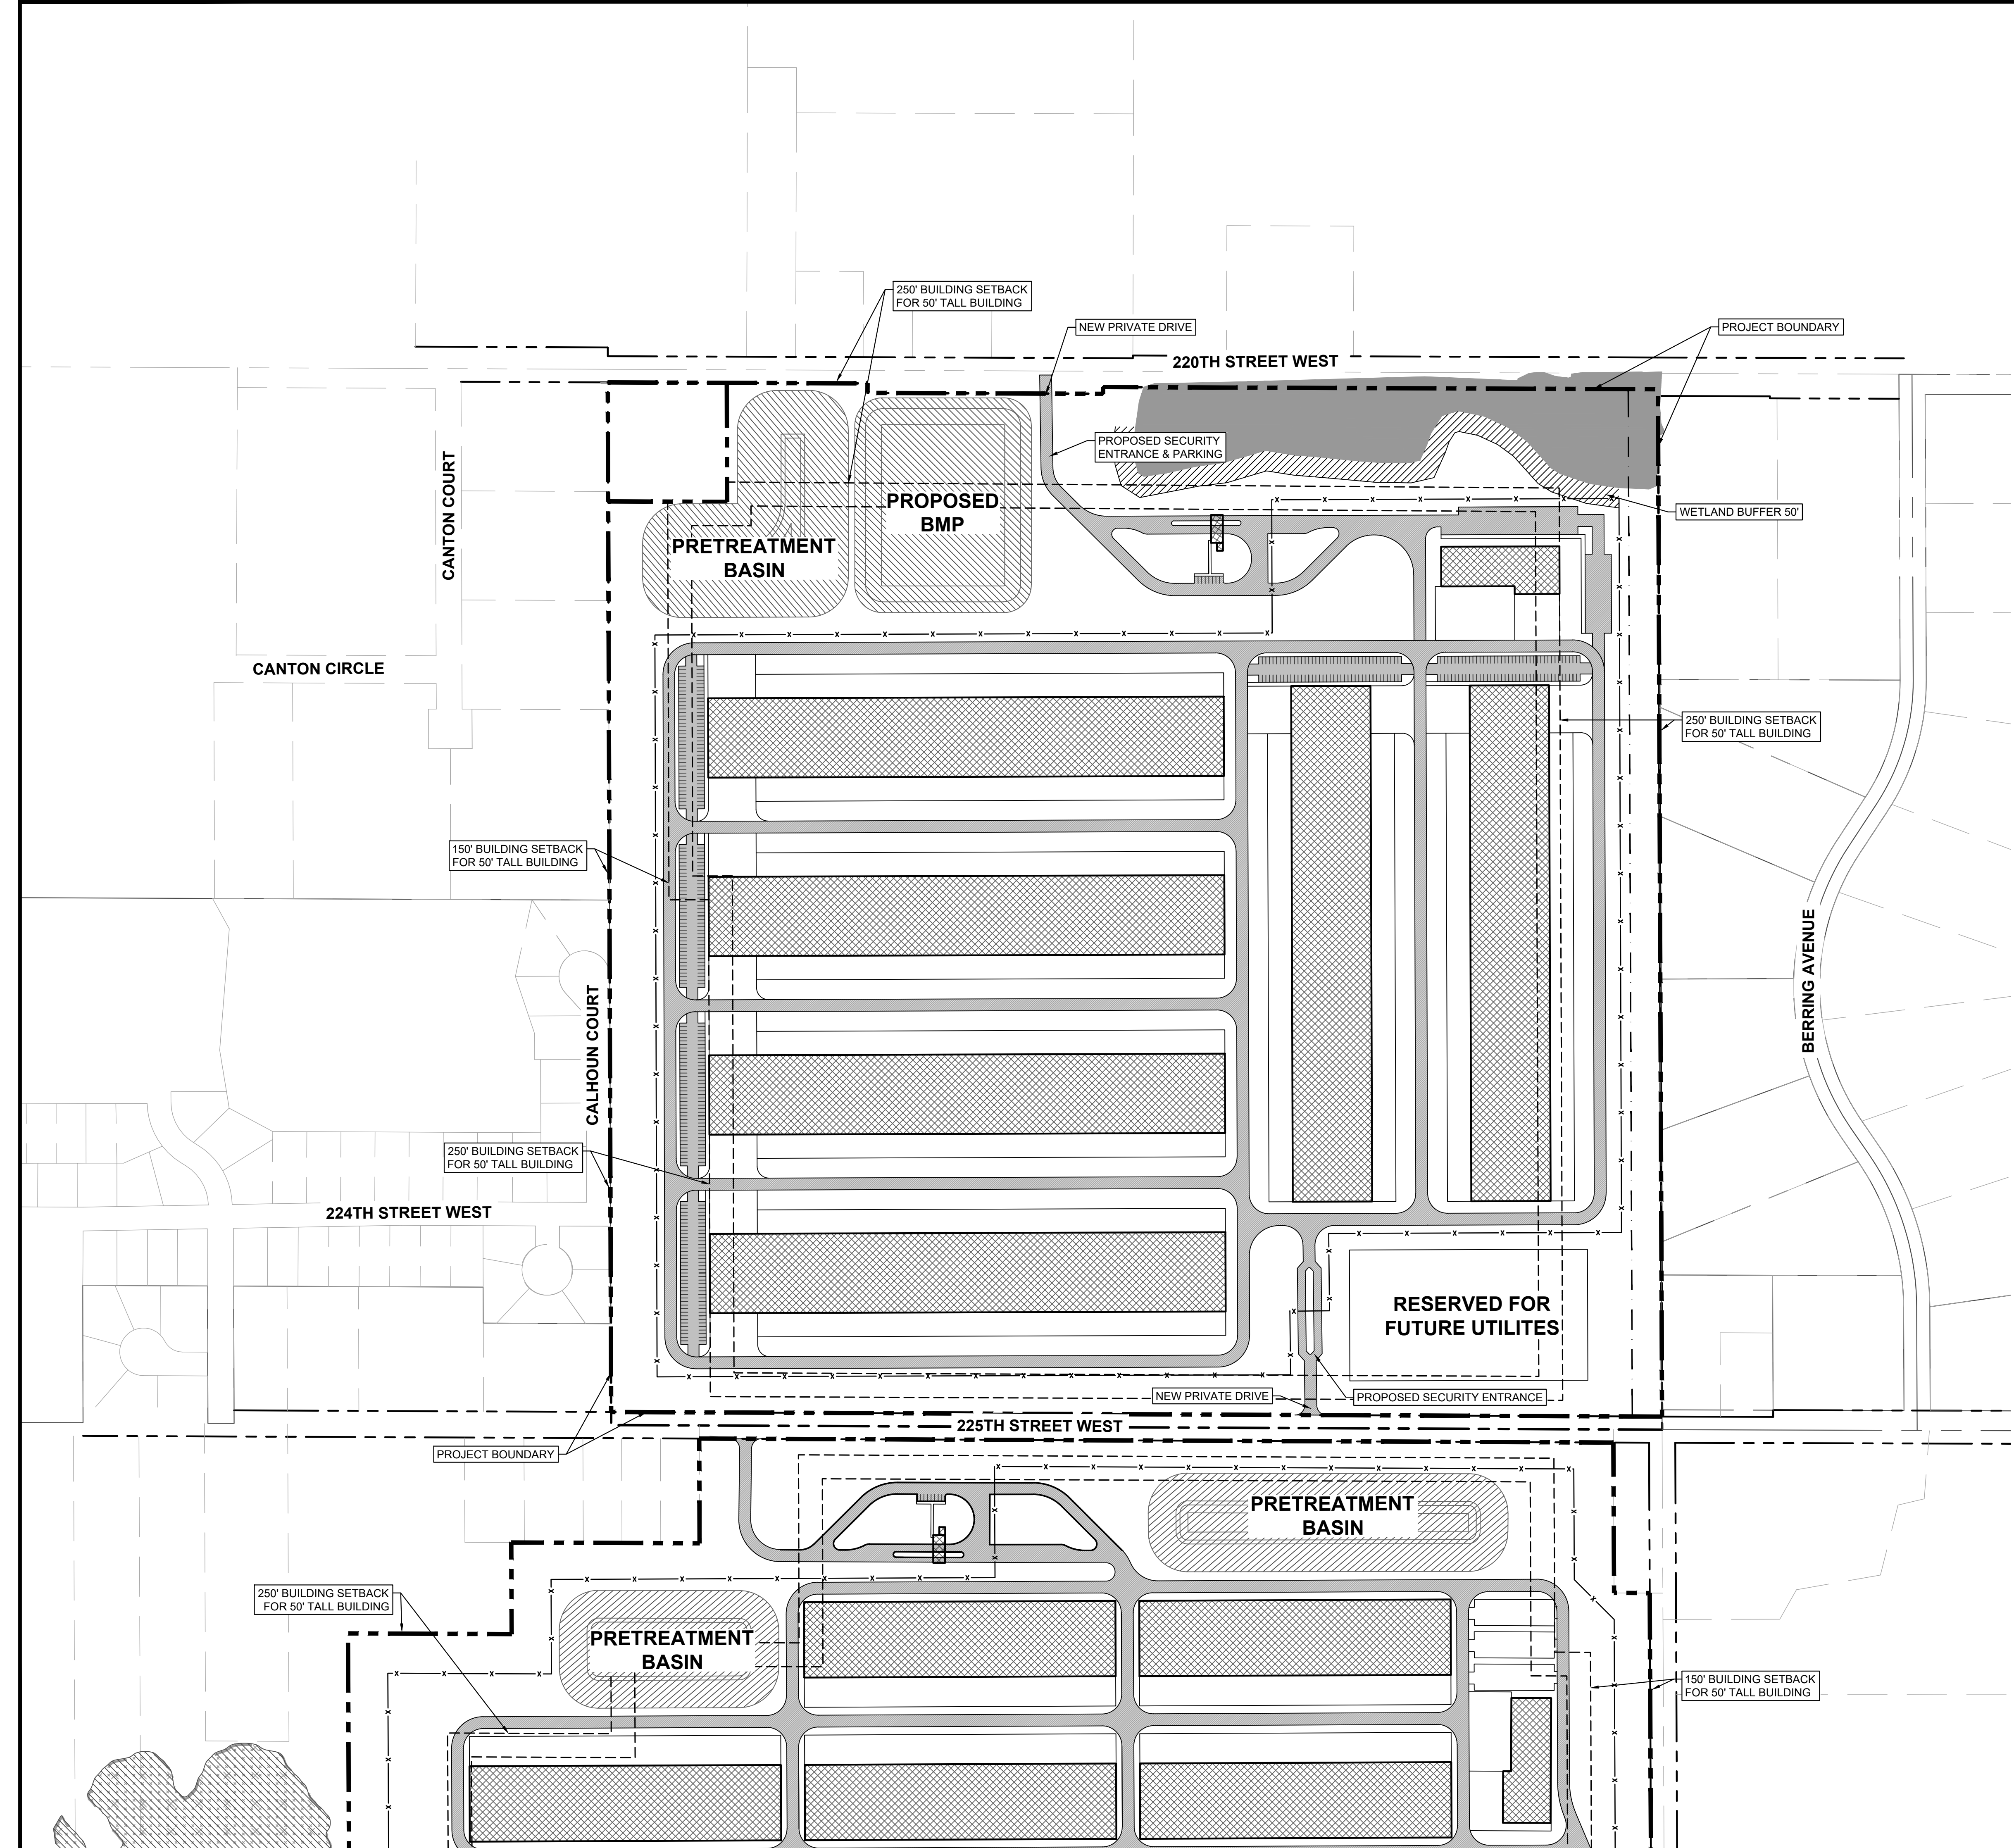 250' BUILDING SETBACK
FOR 50' TALL BUILDING
NEW PRIVATE DRIVE
PROJECT BOUNDARY
220TH STREET WEST
PROPOSED SECURITY
ENTRANCE & PARKING
CANTON COURT
PROPOSED
BMP
WETLAND BUFFER 50'
PRETREATMENT
BASIN
CANTON CIRCLE
250' BUILDING SETBACK
FOR 50' TALL BUILDING
150' BUILDING SETBACK
FOR 50' TALL BUILDING
BERRING AVENUE
CALHOUN COURT
250' BUILDING SETBACK
FOR 50' TALL BUILDING
224TH STREET WEST
RESERVED FOR
FUTURE UTILITES
NEW PRIVATE DRIVE
PROPOSED SECURITY ENTRANCE
225TH STREET WEST
PROJECT BOUNDARY
PRETREATMENT
BASIN
250' BUILDING SETBACK
FOR 50' TALL BUILDING
PRETREATMENT
BASIN
150' BUILDING SETBACK
FOR 50' TALL BUILDING